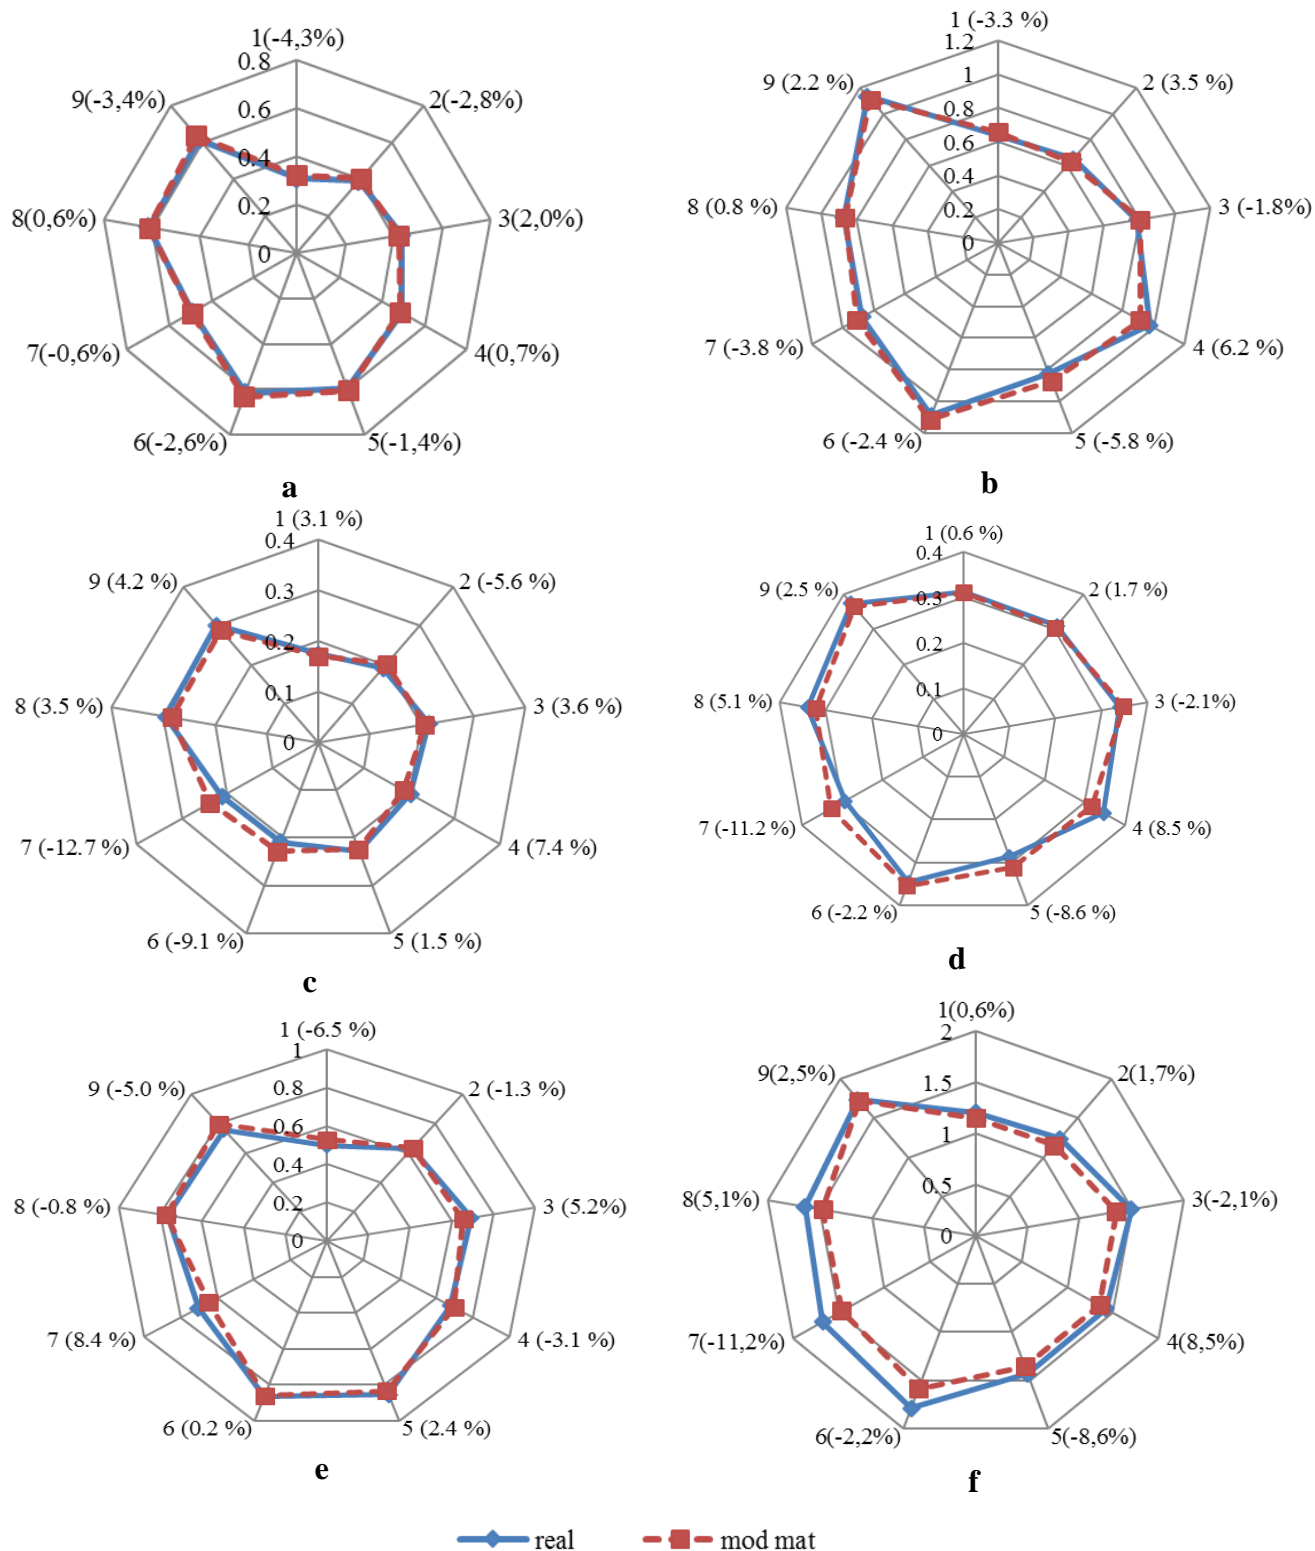 1(-4,3%)
0.8
9(-3,4%)
2(-2,8%)
0.6
0.4
0.2
0
8(0,6%)
3(2,0%)
7(-0,6%)
4(0,7%)
6(-2,6%)
5(-1,4%)
a
1 (-3.3 %)
1.2
9 (2.2 %)
2 (3.5 %)
1
0.8
0.6
0.4
0.2
0
8 (0.8 %)
3 (-1.8%)
7 (-3.8 %)
4 (6.2 %)
6 (-2.4 %)
5 (-5.8 %)
b
1 (3.1 %)
0.4
9 (4.2 %)
2 (-5.6 %)
0.3
0.2
0.1
0
8 (3.5 %)
3 (3.6 %)
7 (-12.7 %)
4 (7.4 %)
6 (-9.1 %)
5 (1.5 %)
c
1 (0.6 %)
0.4
9 (2.5 %)
2 (1.7 %)
0.3
0.2
0.1
0
8 (5.1 %)
3 (-2.1%)
7 (-11.2 %)
4 (8.5 %)
6 (-2.2 %)
5 (-8.6 %)
d
1 (-6.5 %)
1
9 (-5.0 %)
2 (-1.3 %)
0.8
0.6
0.4
0.2
0
8 (-0.8 %)
3 (5.2%)
7 (8.4 %)
4 (-3.1 %)
6 (0.2 %)
5 (2.4 %)
e
1(0,6%)
2
9(2,5%)
2(1,7%)
1.5
1
0.5
0
8(5,1%)
3(-2,1%)
7(-11,2%)
4(8,5%)
6(-2,2%)
5(-8,6%)
f
real
mod mat